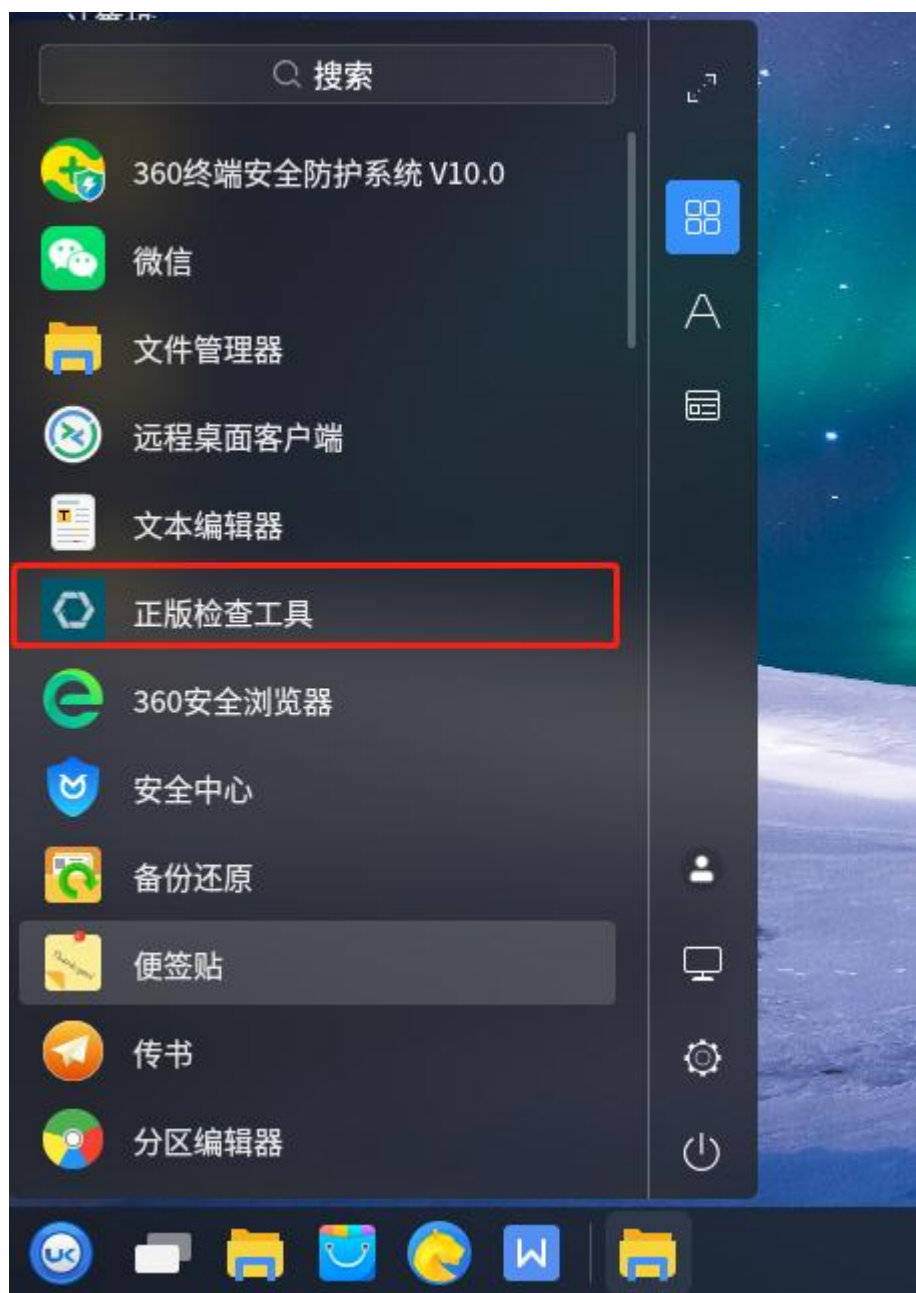 搜索
360终端安全防护系统 V10.0
微信
文件管理器
远程桌面客户端
文本编辑器
正版检查工具
360安全浏览器
安全中心
备份还原
便签贴
传书
分区编辑器
UK